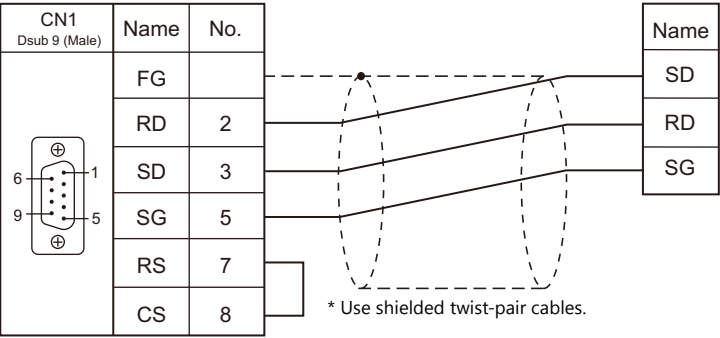 CN1
Dsub 9 (Male)
Name No.
FG
RD 2
SD 3
SG 5
RS 7
CS 8
6 1
9 5
Name
SD
RD
SG
* Use shielded twist-pair cables.